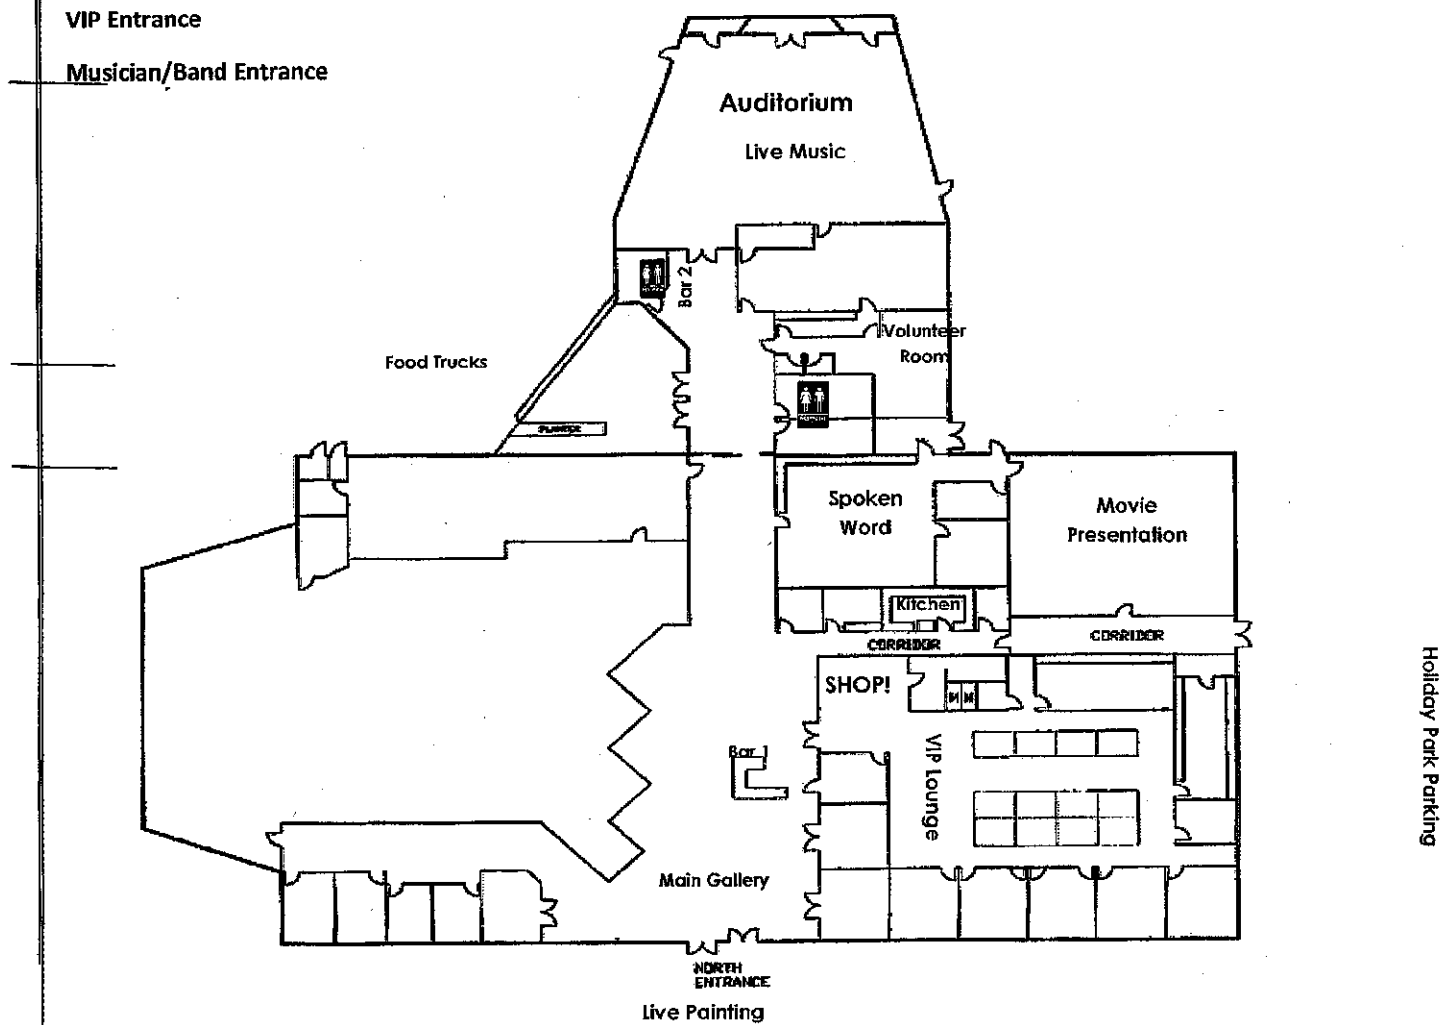 VIP Entrance
Musician/Band Entrance
Auditorium
Live Music
Bar 2
Food Trucks
Volunteer
Room
PLANTER
Spoken
Word
Movie
Presentation
Kitchen
CORRIDOR
CORRIDOR
SHOP!
Bar 1
VIP Lounge
Holiday Park Parking
Main Gallery
NORTH
ENTRANCE
Live Painting